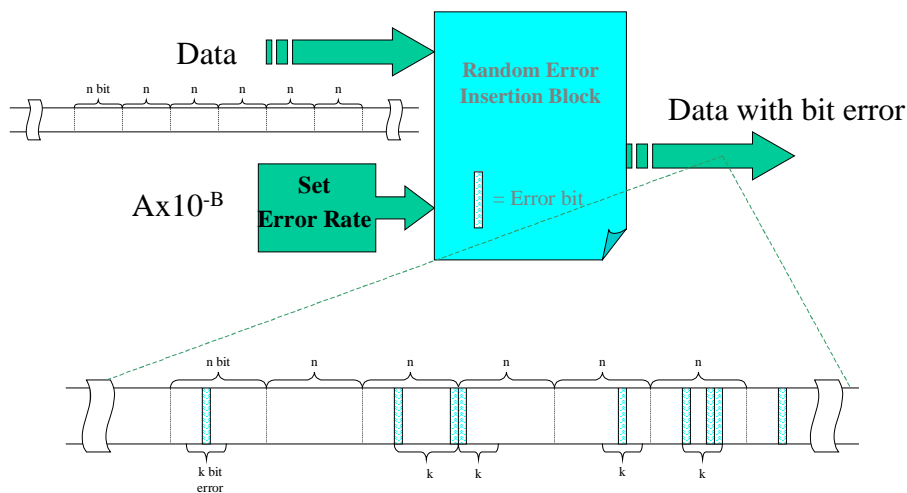 Data
Random Error
Insertion Block
n bit n n n n n
Data with bit error
Ax10⁻ᴮ
Set
Error Rate
= Error bit
n bit n n n n n
k bit
error
k k k k